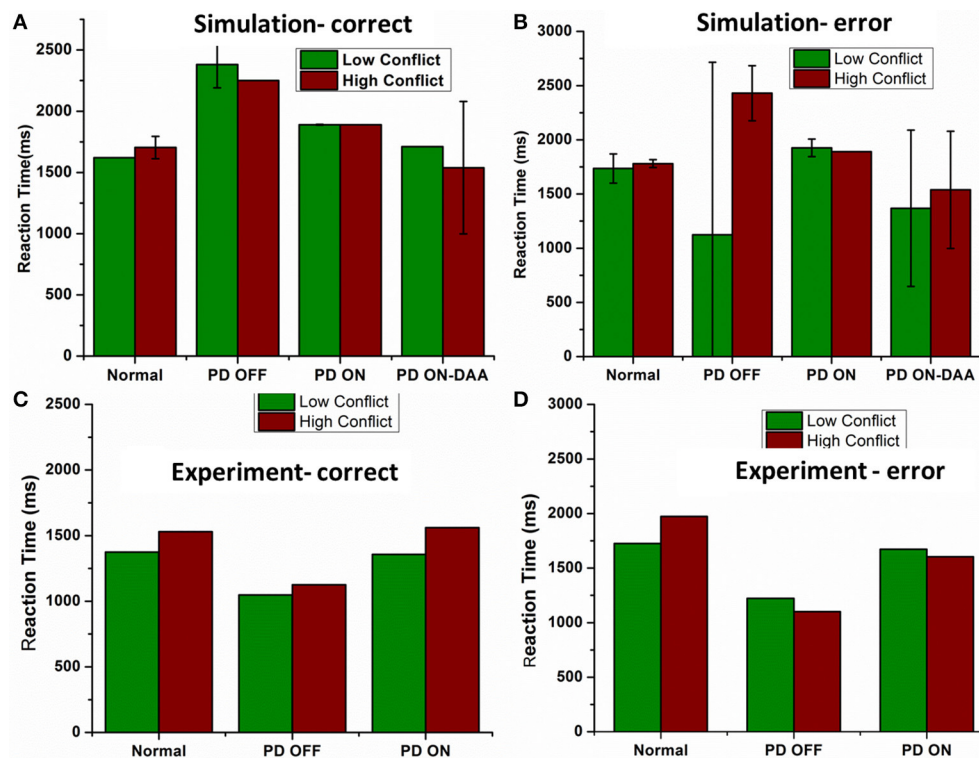 A
Simulation- correct
Low Conflict
High Conflict
Reaction Time(ms)
2500
2000
1500
1000
500
0
Normal
PD OFF
PD ON
PD ON-DAA
B
Simulation- error
Low Conflict
High Conflict
Reaction Time (ms)
3000
2500
2000
1500
1000
500
0
Normal
PD OFF
PD ON
PD ON-DAA
C
Low Conflict
High Conflict
Experiment- correct
Reaction Time (ms)
2500
2000
1500
1000
500
0
Normal
PD OFF
PD ON
D
Low Conflict
High Conflict
Experiment - error
Reaction Time (ms)
3000
2500
2000
1500
1000
500
0
Normal
PD OFF
PD ON